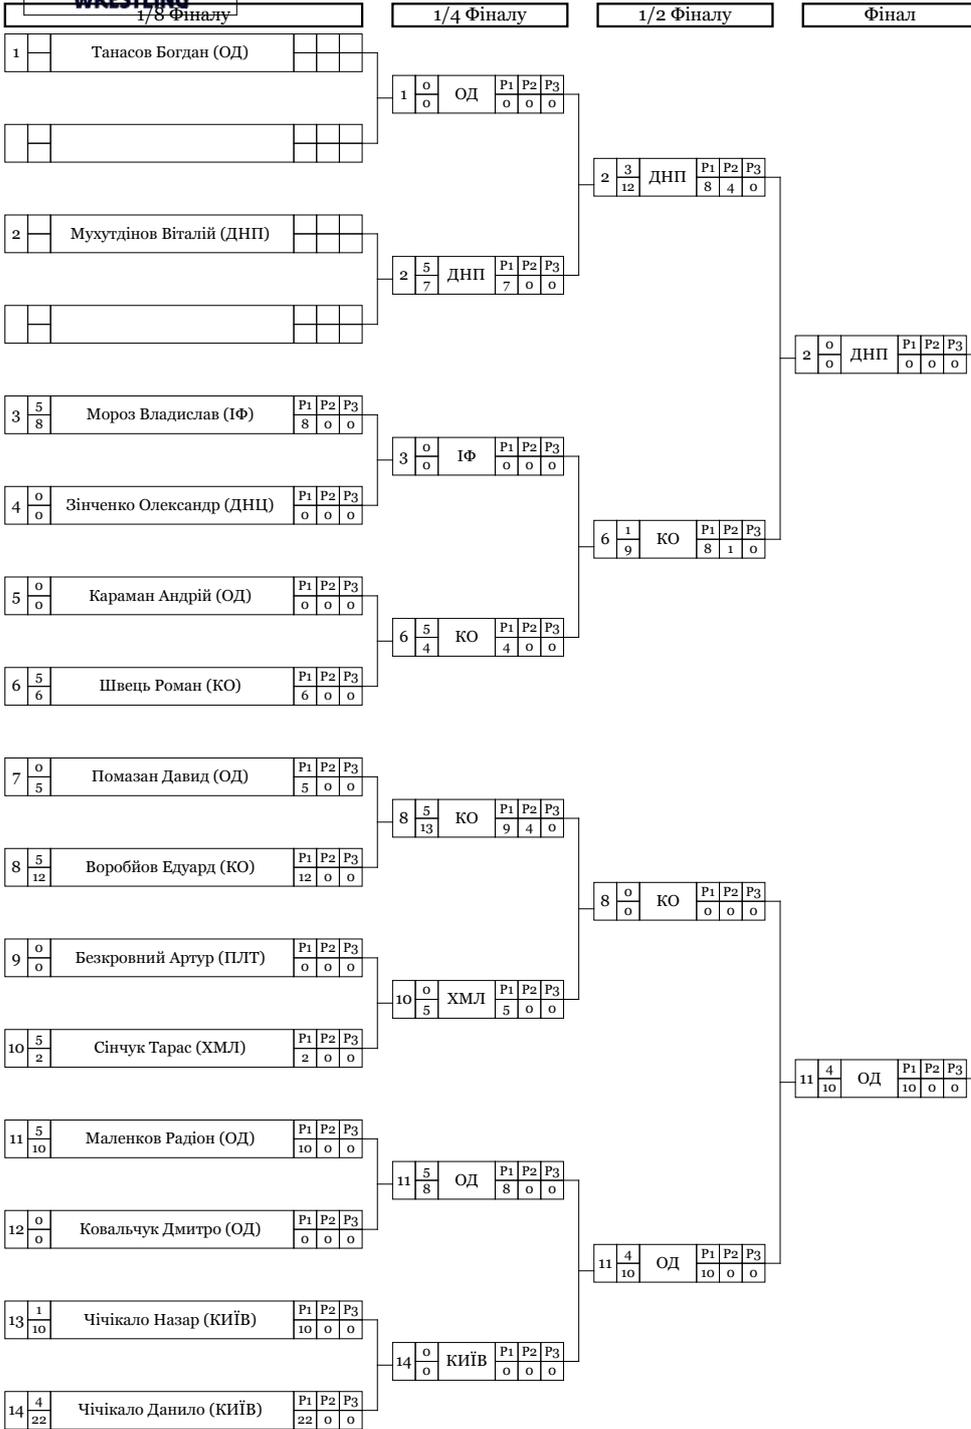 WRESTLING
1/8 Фіналу 1/4 Фіналу 1/2 Фіналу Фінал
1 Танасов Богдан (ОД)
1 0 0 ОД P1 P2 P3 0 0 0
2 3 12 ДНП P1 P2 P3 8 4 0
2 Мухутдінов Віталій (ДНП)
2 5 7 ДНП P1 P2 P3 7 0 0
2 0 0 ДНП P1 P2 P3 0 0 0
3 5 8 Мороз Владислав (ІФ) P1 P2 P3 8 0 0
3 0 0 ІФ P1 P2 P3 0 0 0
4 0 0 Зінченко Олександр (ДНЦ) P1 P2 P3 0 0 0
6 1 9 КО P1 P2 P3 8 1 0
5 0 0 Караман Андрій (ОД) P1 P2 P3 0 0 0
6 5 4 КО P1 P2 P3 4 0 0
6 5 6 Швець Роман (КО) P1 P2 P3 6 0 0
7 0 5 Помазан Давид (ОД) P1 P2 P3 5 0 0
8 5 13 КО P1 P2 P3 9 4 0
8 5 12 Воробйов Едуард (КО) P1 P2 P3 12 0 0
8 0 0 КО P1 P2 P3 0 0 0
9 0 0 Безкровний Артур (ПЛТ) P1 P2 P3 0 0 0
10 0 5 ХМЛ P1 P2 P3 5 0 0
10 5 2 Сінчук Тарас (ХМЛ) P1 P2 P3 2 0 0
11 4 10 ОД P1 P2 P3 10 0 0
11 5 10 Маленков Радіон (ОД) P1 P2 P3 10 0 0
11 5 8 ОД P1 P2 P3 8 0 0
12 0 0 Ковальчук Дмитро (ОД) P1 P2 P3 0 0 0
11 4 10 ОД P1 P2 P3 10 0 0
13 1 10 Чічікало Назар (КИЇВ) P1 P2 P3 10 0 0
14 0 0 КИЇВ P1 P2 P3 0 0 0
14 4 22 Чічікало Данило (КИЇВ) P1 P2 P3 22 0 0